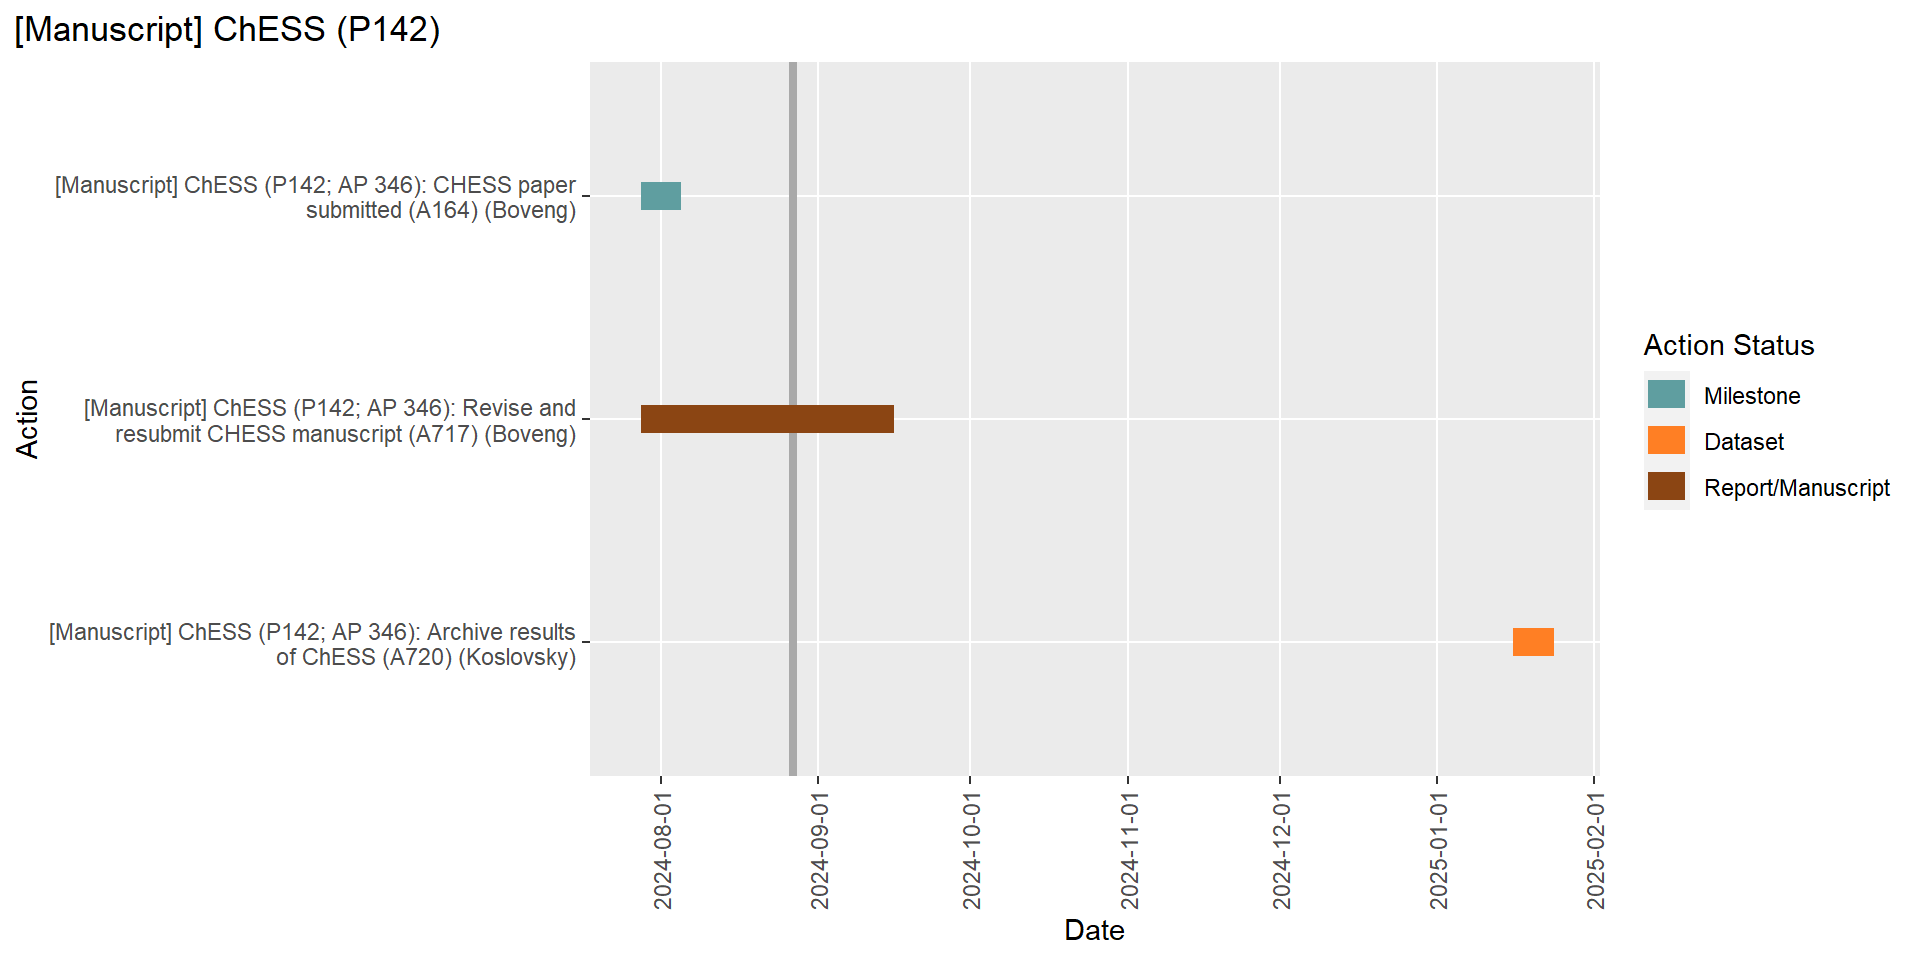 [Manuscript] ChESS (P142)
Action
[Manuscript] ChESS (P142; AP 346): CHESS paper
submitted (A164) (Boveng)
[Manuscript] ChESS (P142; AP 346): Revise and
resubmit CHESS manuscript (A717) (Boveng)
[Manuscript] ChESS (P142; AP 346): Archive results
of ChESS (A720) (Koslovsky)
2024-08-01
2024-09-01
2024-10-01
2024-11-01
2024-12-01
2025-01-01
2025-02-01
Date
Action Status
Milestone
Dataset
Report/Manuscript